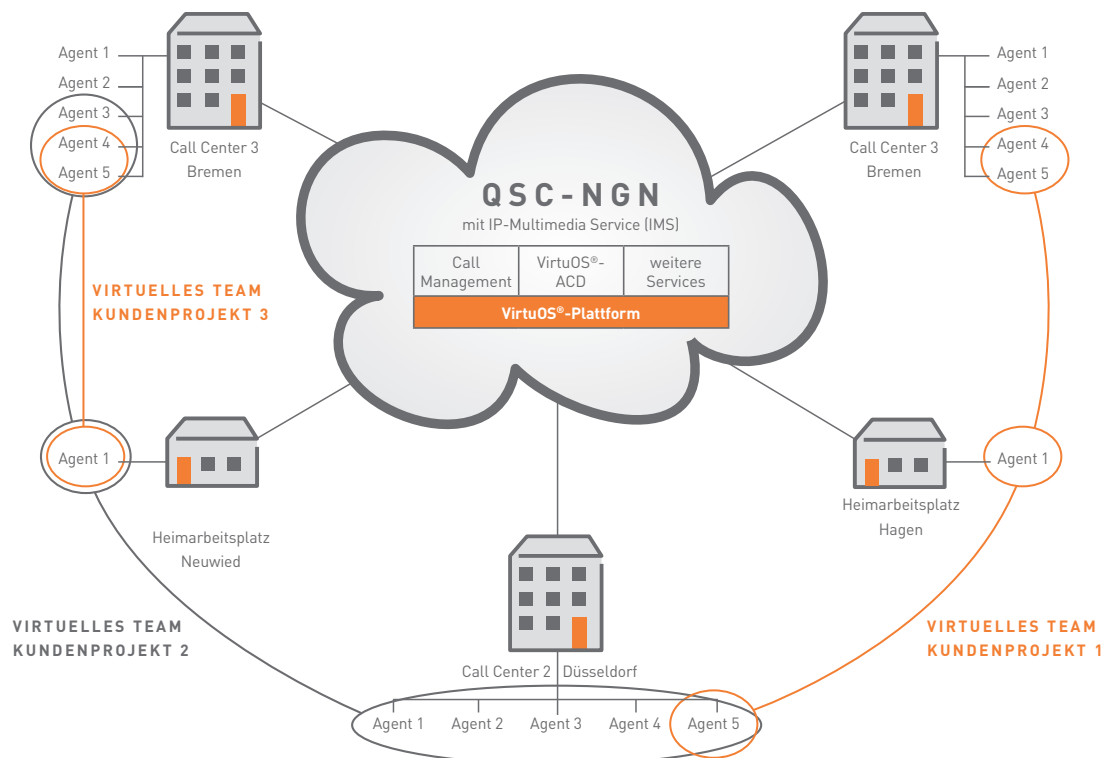 Agent 1
Agent 2
Agent 3
Agent 4
Agent 5
Call Center 3
Bremen
QSC-NGN
mit IP-Multimedia Service (IMS)
Call
Management
VirtuOS®-
ACD
weitere
Services
VirtuOS®-Plattform
Call Center 3
Bremen
Agent 1
Agent 2
Agent 3
Agent 4
Agent 5
VIRTUELLES TEAM
KUNDENPROJEKT 3
Agent 1
Heimarbeitsplatz
Neuwied
Agent 1
Heimarbeitsplatz
Hagen
VIRTUELLES TEAM
KUNDENPROJEKT 2
VIRTUELLES TEAM
KUNDENPROJEKT 1
Call Center 2 Düsseldorf
Agent 1
Agent 2
Agent 3
Agent 4
Agent 5